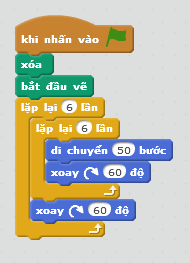 khi nhấn vào
xóa
bắt đầu vẽ
lặp lại 6 lần
lặp lại 6 lần
di chuyển 50 bước
xoay 60 độ
xoay 60 độ